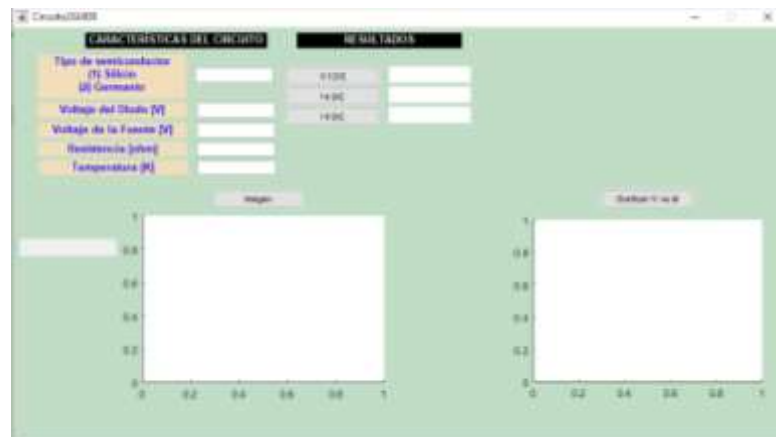 CARACTERÍSTICAS DEL CIRCUITO
RESULTADOS
Tipo de semiconductor
(1) Silicio
(2) Germanio
Voltaje del Diodo [V]
Voltaje de la Fuente [V]
Resistencia [ohm]
Temperatura [K]
Imagen
1
0.8
0.6
0.4
0.2
0
0 0.2 0.4 0.6 0.8 1
1
0.8
0.6
0.4
0.2
0
0 0.2 0.4 0.6 0.8 1